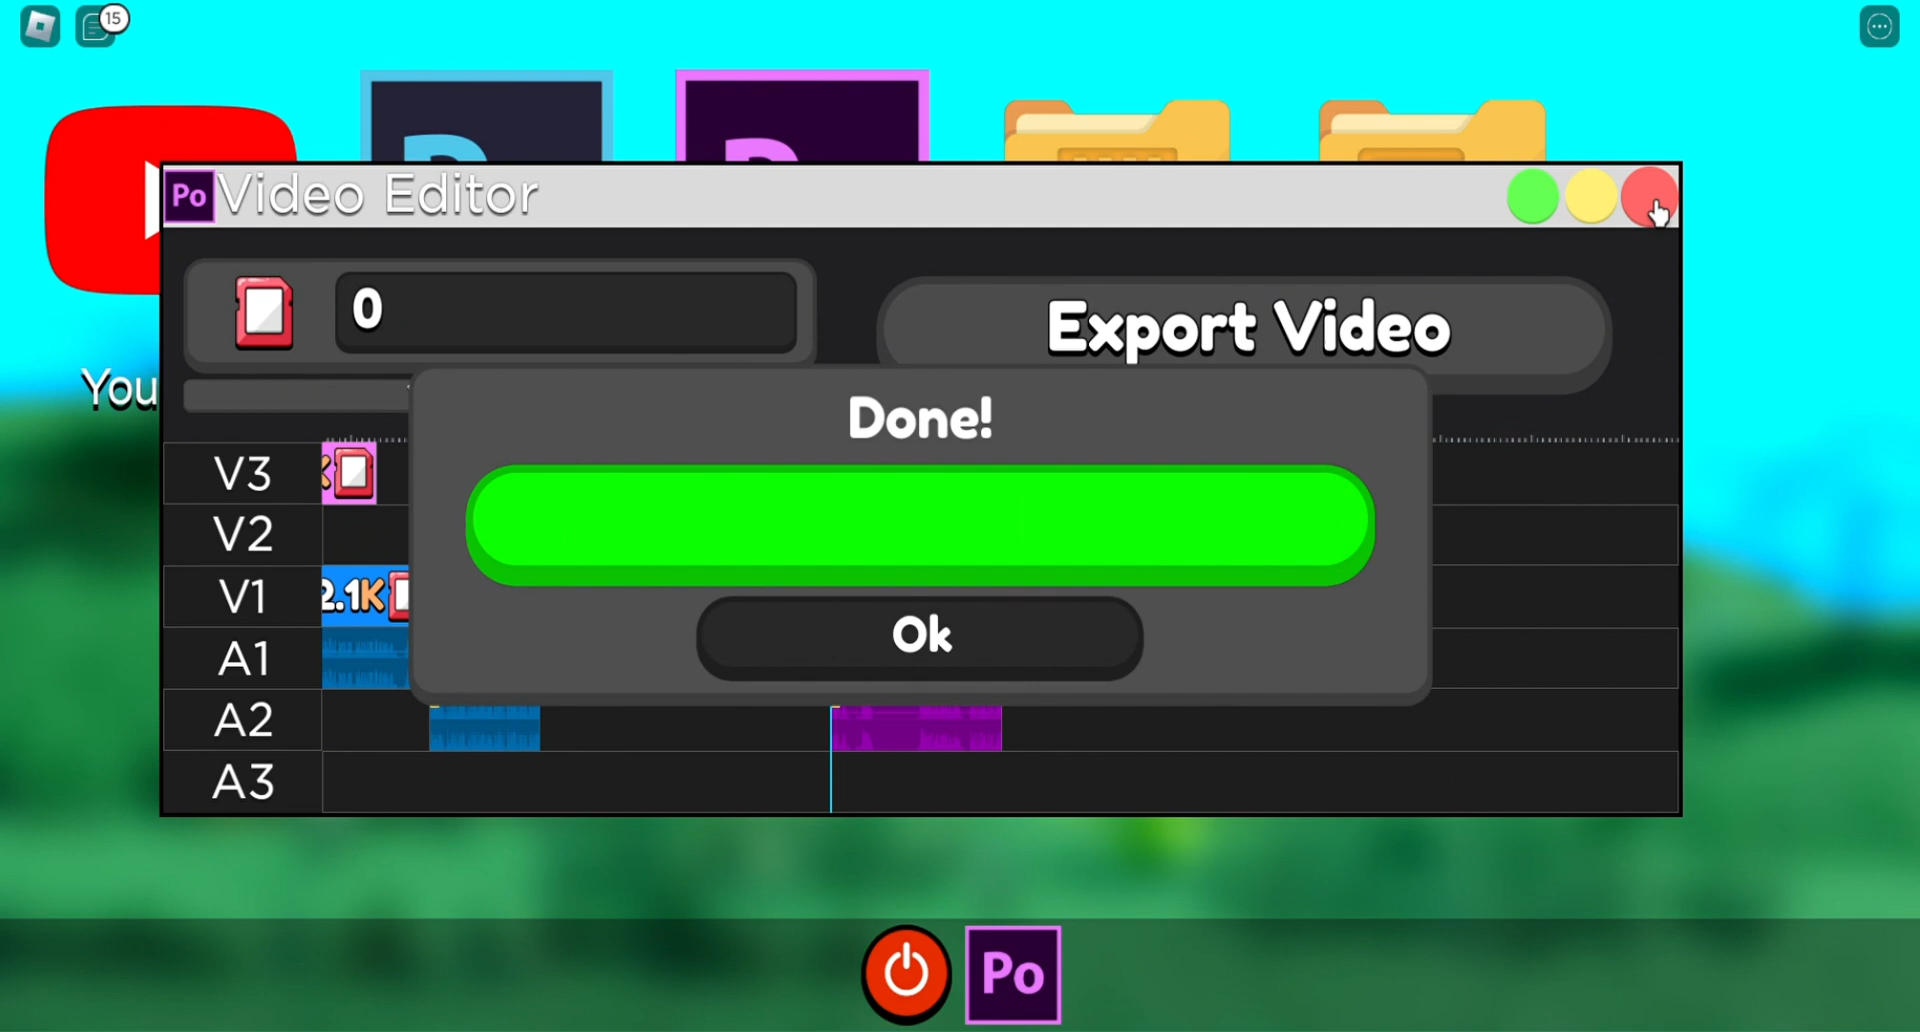 15
Po Video Editor
0
Export Video
You
Done!
V3
K
V2
V1
2.1K
Ok
A1
A2
A3
Po